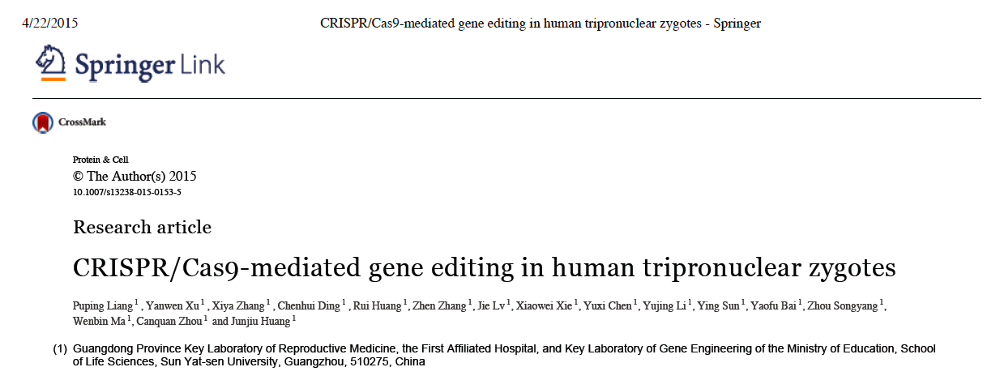 4/22/2015 CRISPR/Cas9-mediated gene editing in human tripronuclear zygotes - Springer
Springer Link
CrossMark
Protein & Cell
© The Author(s) 2015
10.1007/s13238-015-0153-5
Research article
CRISPR/Cas9-mediated gene editing in human tripronuclear zygotes
Puping Liang 1 , Yanwen Xu 1 , Xiya Zhang 1 , Chenhui Ding 1 , Rui Huang 1 , Zhen Zhang 1 , Jie Lv 1 , Xiaowei Xie 1 , Yuxi Chen 1 , Yujing Li 1 , Ying Sun 1 , Yaofu Bai 1 , Zhou Songyang 1 ,
Wenbin Ma 1 , Canquan Zhou 1 and Junjiu Huang 1
(1) Guangdong Province Key Laboratory of Reproductive Medicine, the First Affiliated Hospital, and Key Laboratory of Gene Engineering of the Ministry of Education, School
of Life Sciences, Sun Yat-sen University, Guangzhou, 510275, China